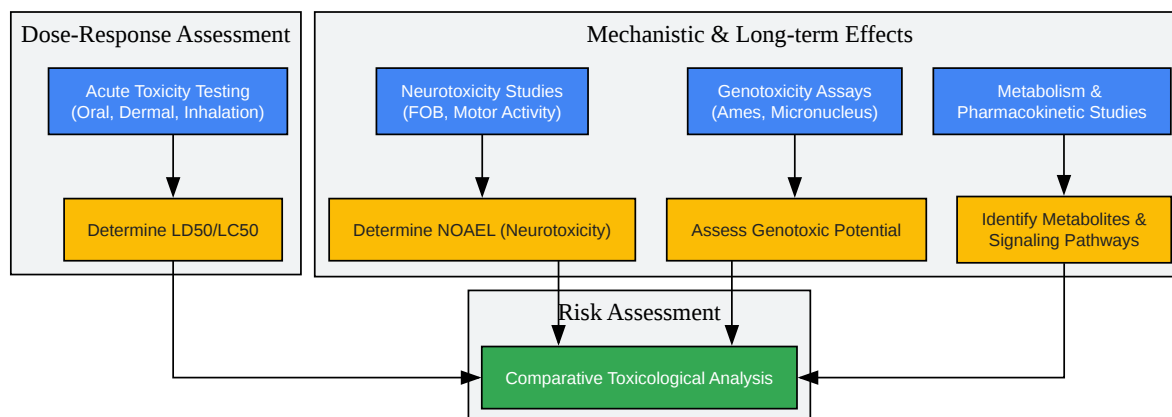 Dose-Response Assessment
Mechanistic & Long-term Effects
Acute Toxicity Testing
(Oral, Dermal, Inhalation)
Neurotoxicity Studies
(FOB, Motor Activity)
Genotoxicity Assays
(Ames, Micronucleus)
Metabolism &
Pharmacokinetic Studies
Determine LD50/LC50
Determine NOAEL (Neurotoxicity)
Assess Genotoxic Potential
Identify Metabolites &
Signaling Pathways
Risk Assessment
Comparative Toxicological Analysis